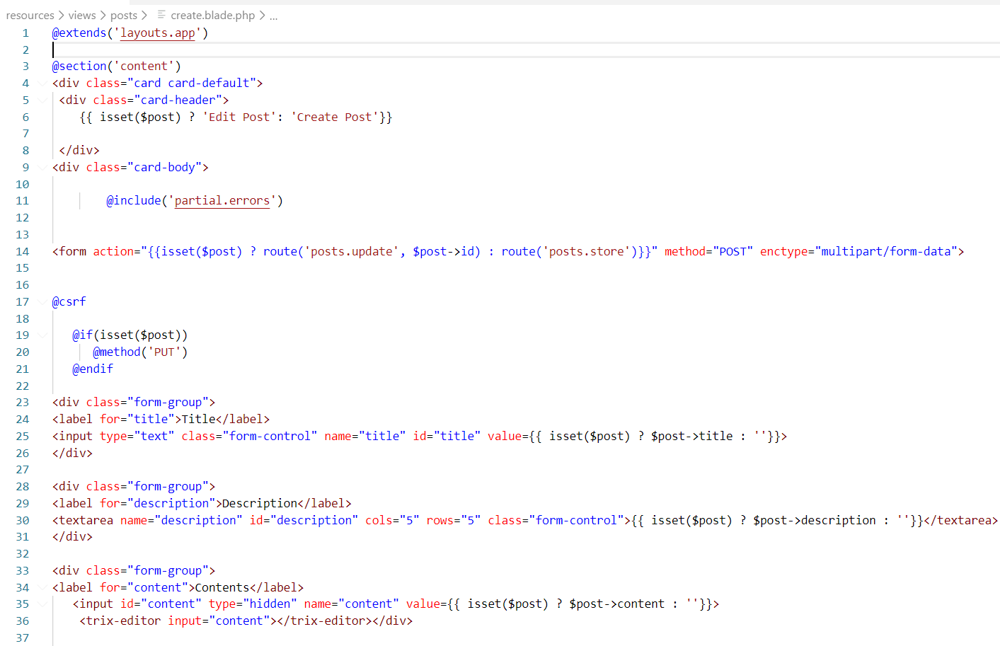 resources > views > posts > create.blade.php > ...
1 @extends('layouts.app')
2
3 @section('content')
4 <div class="card card-default">
5 <div class="card-header">
6 {{ isset($post) ? 'Edit Post': 'Create Post'}}
7
8 </div>
9 <div class="card-body">
10
11 @include('partial.errors')
12
13
14 <form action="{{isset($post) ? route('posts.update', $post->id) : route('posts.store')}}" method="POST" enctype="multipart/form-data">
15
16
17 @csrf
18
19 @if(isset($post))
20 @method('PUT')
21 @endif
22
23 <div class="form-group">
24 <label for="title">Title</label>
25 <input type="text" class="form-control" name="title" id="title" value={{ isset($post) ? $post->title : ''}}>
26 </div>
27
28 <div class="form-group">
29 <label for="description">Description</label>
30 <textarea name="description" id="description" cols="5" rows="5" class="form-control">{{ isset($post) ? $post->description : ''}}</textarea>
31 </div>
32
33 <div class="form-group">
34 <label for="content">Contents</label>
35 <input id="content" type="hidden" name="content" value={{ isset($post) ? $post->content : ''}}>
36 <trix-editor input="content"></trix-editor></div>
37